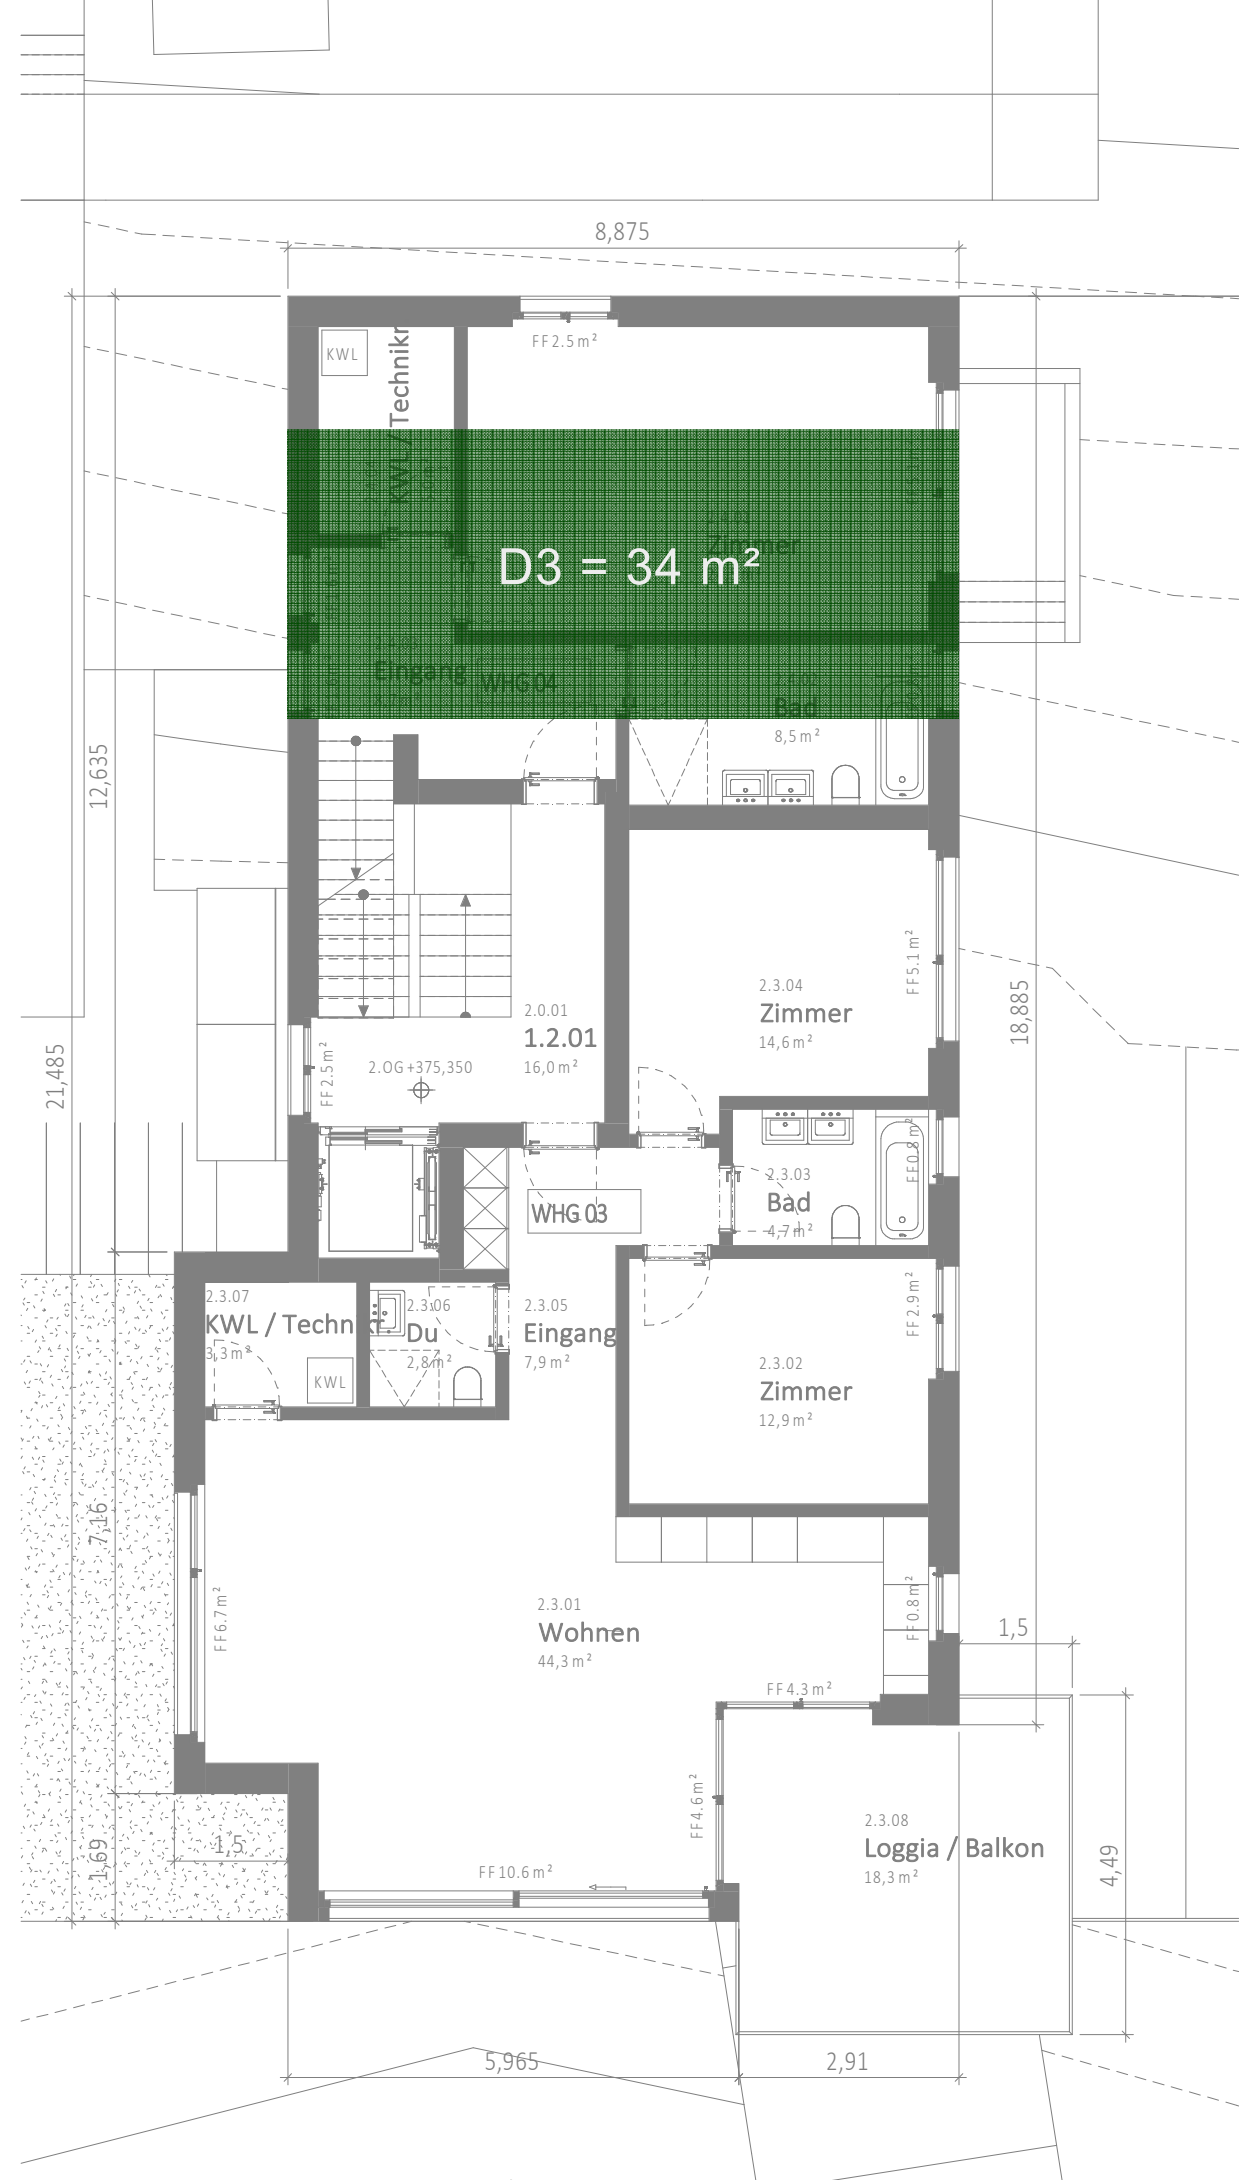 8,875
FF 2.5 m²
KWL
KWL / Technikr
D3 = 34 m²
Zimmer
Eingang
WHG 04
Bad
8,5 m²
12,635
21,485
18,885
FF 5.1 m²
2.3.04
Zimmer
14,6 m²
2.0.01
1.2.01
16,0 m²
2.OG +375,350
FF 2.5 m²
FF 0.8 m²
2.3.03
Bad
4,7 m²
WHG 03
2.3.07
KWL / Technikr.
3,3 m²
KWL
2.3.06
Du
2,8 m²
2.3.05
Eingang
7,9 m²
FF 2.9 m²
2.3.02
Zimmer
12,9 m²
7,16
FF 6.7 m²
2.3.01
Wohnen
44,3 m²
FF 0.8 m²
1,5
FF 4.3 m²
FF 4.6 m²
2.3.08
Loggia / Balkon
18,3 m²
4,49
1,69
1,5
FF 10.6 m²
5,965
2,91